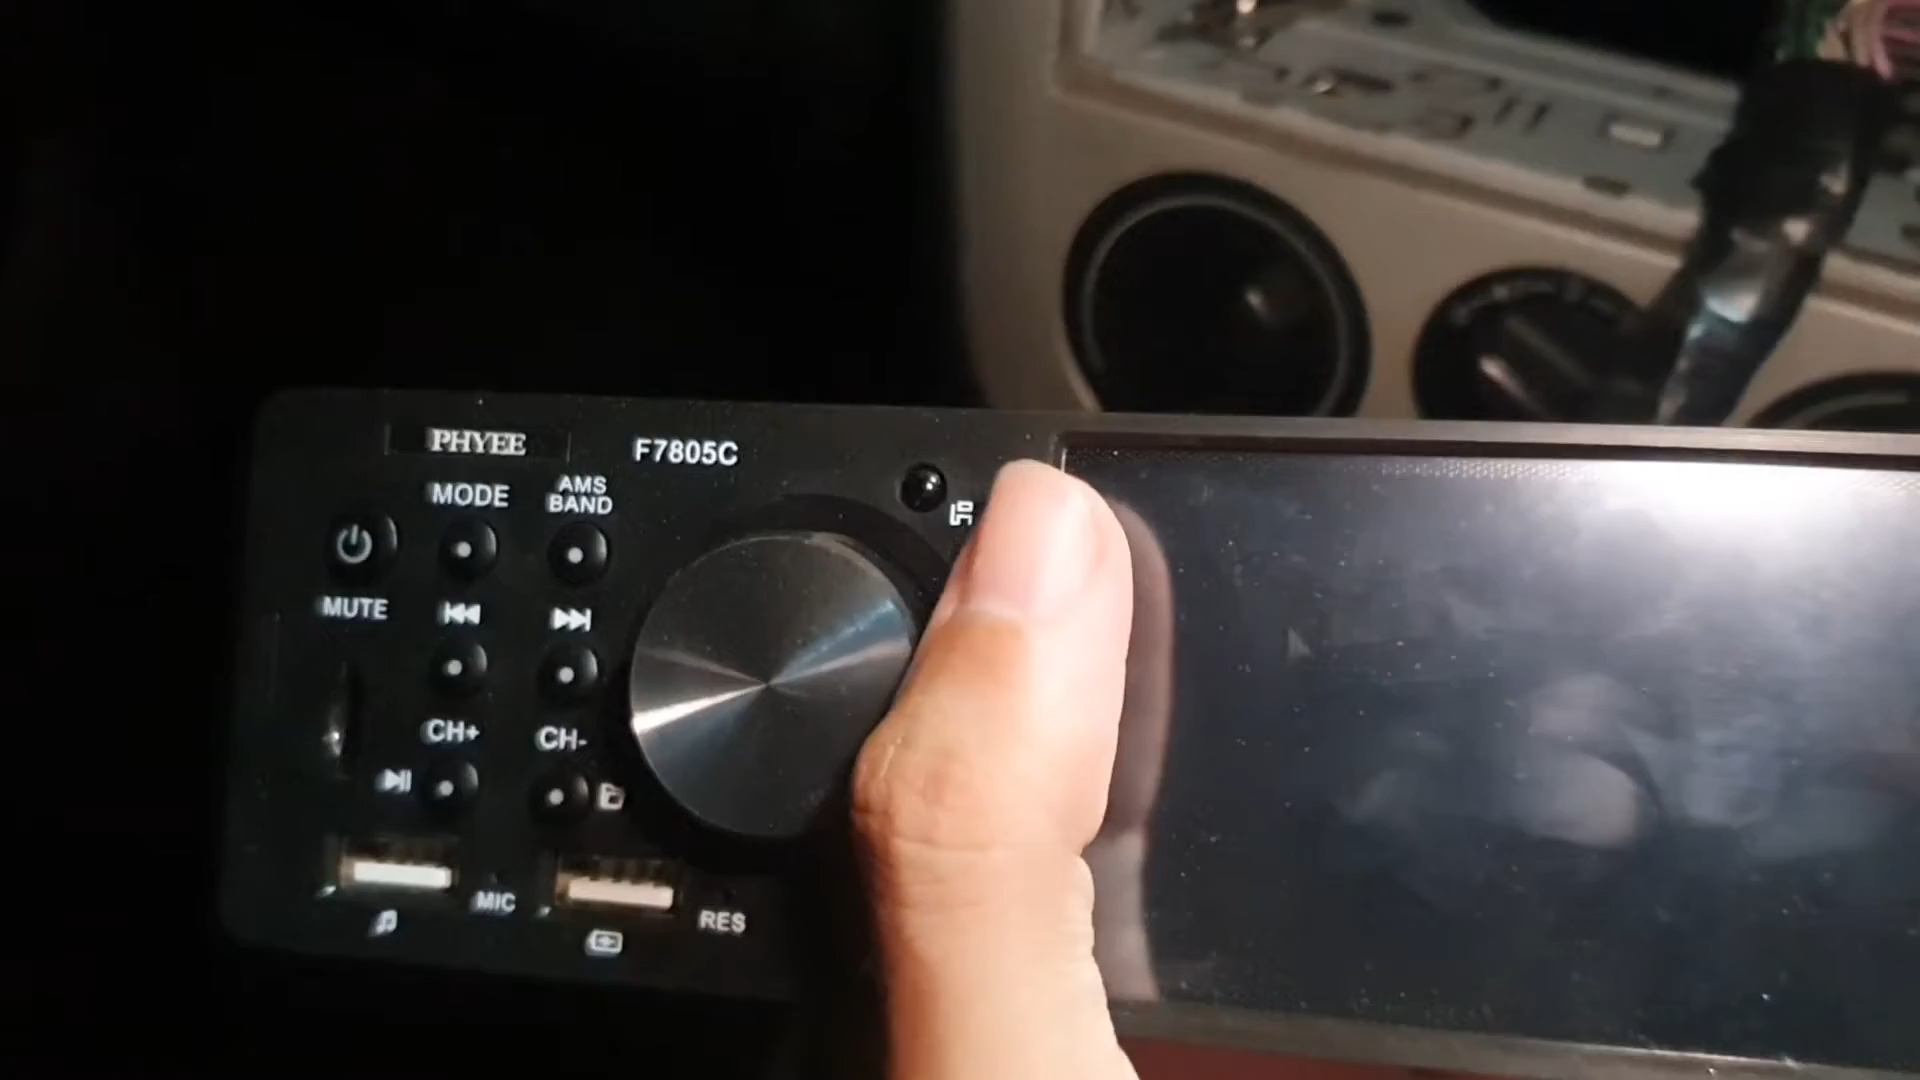 PHYEE
F7805C
MODE
AMS
BAND
MUTE
CH+
CH-
MIC
RES